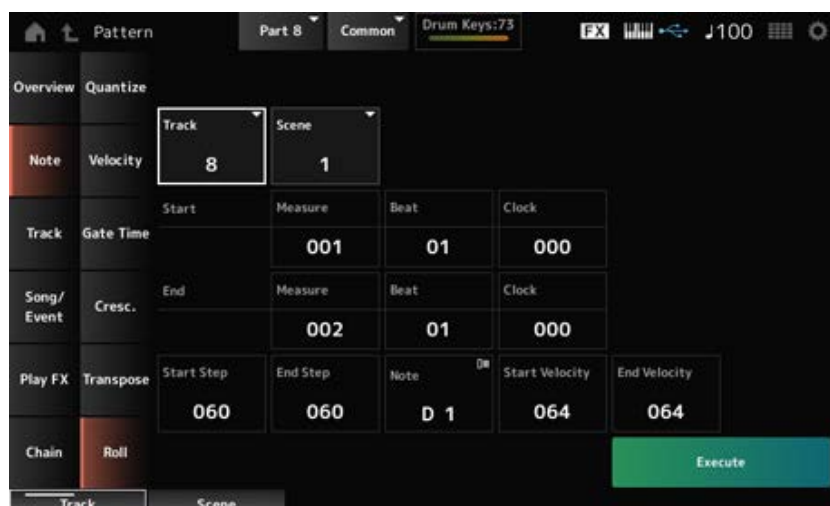 Pattern
Part 8
Common
Drum Keys:73
FX
♩100
Overview
Quantize
Track
8
Scene
1
Note
Velocity
Start
Measure
001
Beat
01
Clock
000
Track
Gate Time
End
Measure
002
Beat
01
Clock
000
Song/
Event
Cresc.
Start Step
060
End Step
060
Note
D 1
Start Velocity
064
End Velocity
064
Play FX
Transpose
Chain
Roll
Execute
Track
Scene